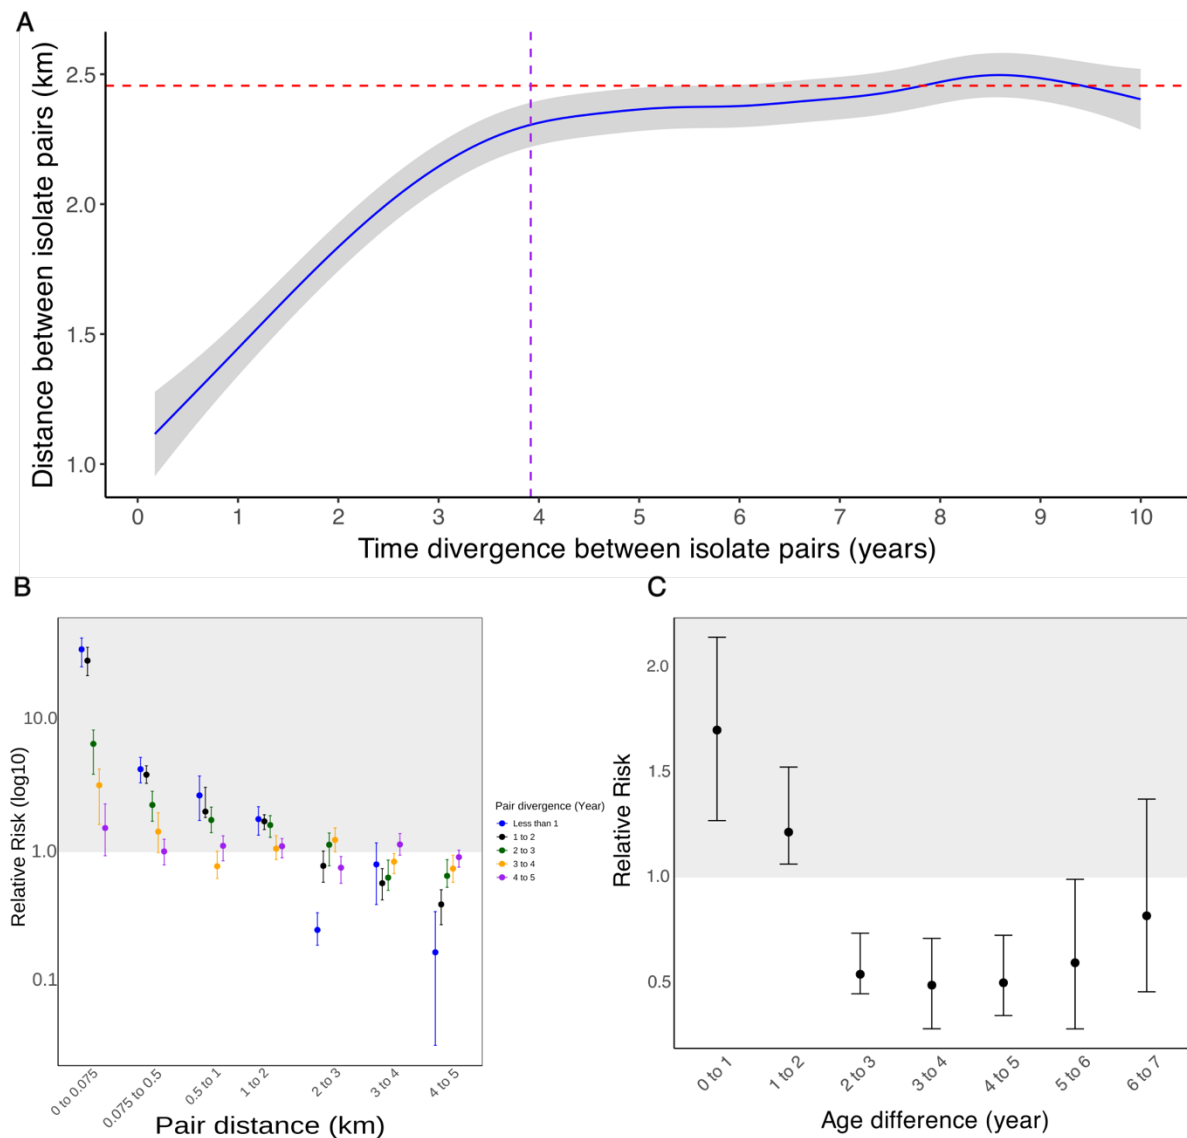 A
Distance between isolate pairs (km)
2.5
2.0
1.5
1.0
0 1 2 3 4 5 6 7 8 9 10
Time divergence between isolate pairs (years)
B
Relative Risk (log10)
10.0
1.0
0.1
0 to 0.075
0.075 to 0.5
0.5 to 1
1 to 2
2 to 3
3 to 4
4 to 5
Pair distance (km)
Pair divergence (Year)
Less than 1
1 to 2
2 to 3
3 to 4
4 to 5
C
Relative Risk
2.0
1.5
1.0
0.5
0 to 1
1 to 2
2 to 3
3 to 4
4 to 5
5 to 6
6 to 7
Age difference (year)